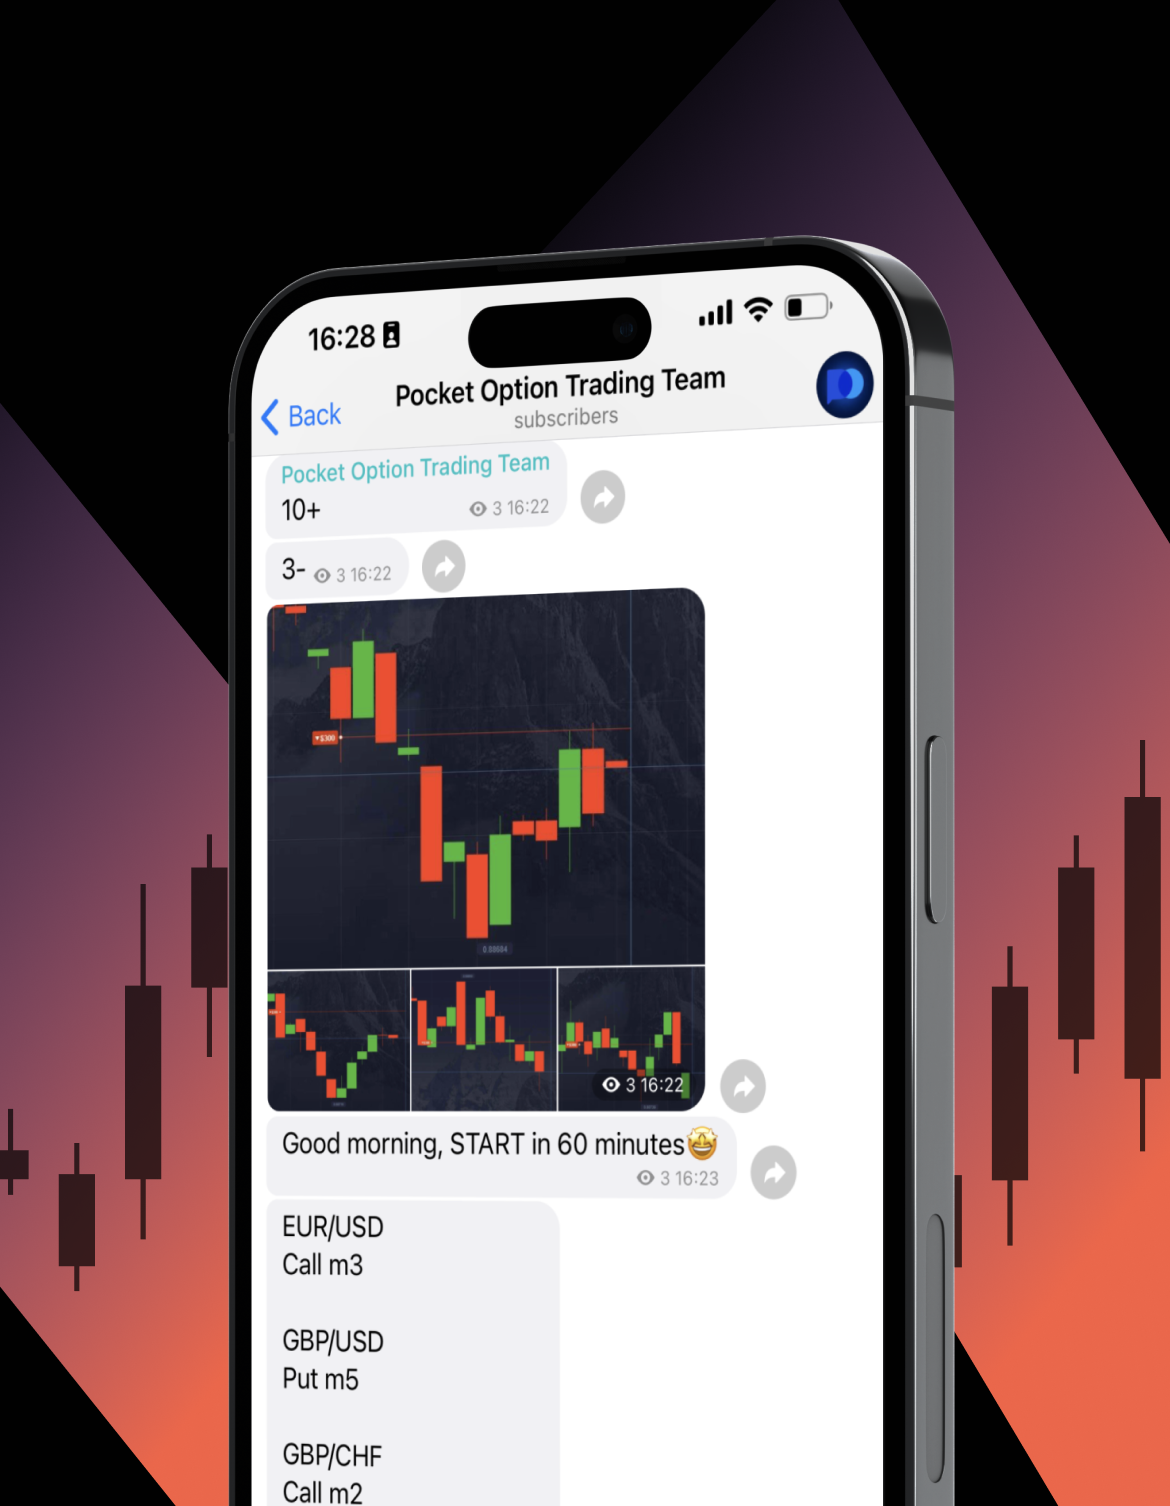 16:28
Pocket Option Trading Team
Back
subscribers
Pocket Option Trading Team
10+
3 16:22
3-
3 16:22
$300
3 16:22
Good morning, START in 60 minutes🤩
3 16:23
EUR/USD
Call m3
GBP/USD
Put m5
GBP/CHF
Call m2